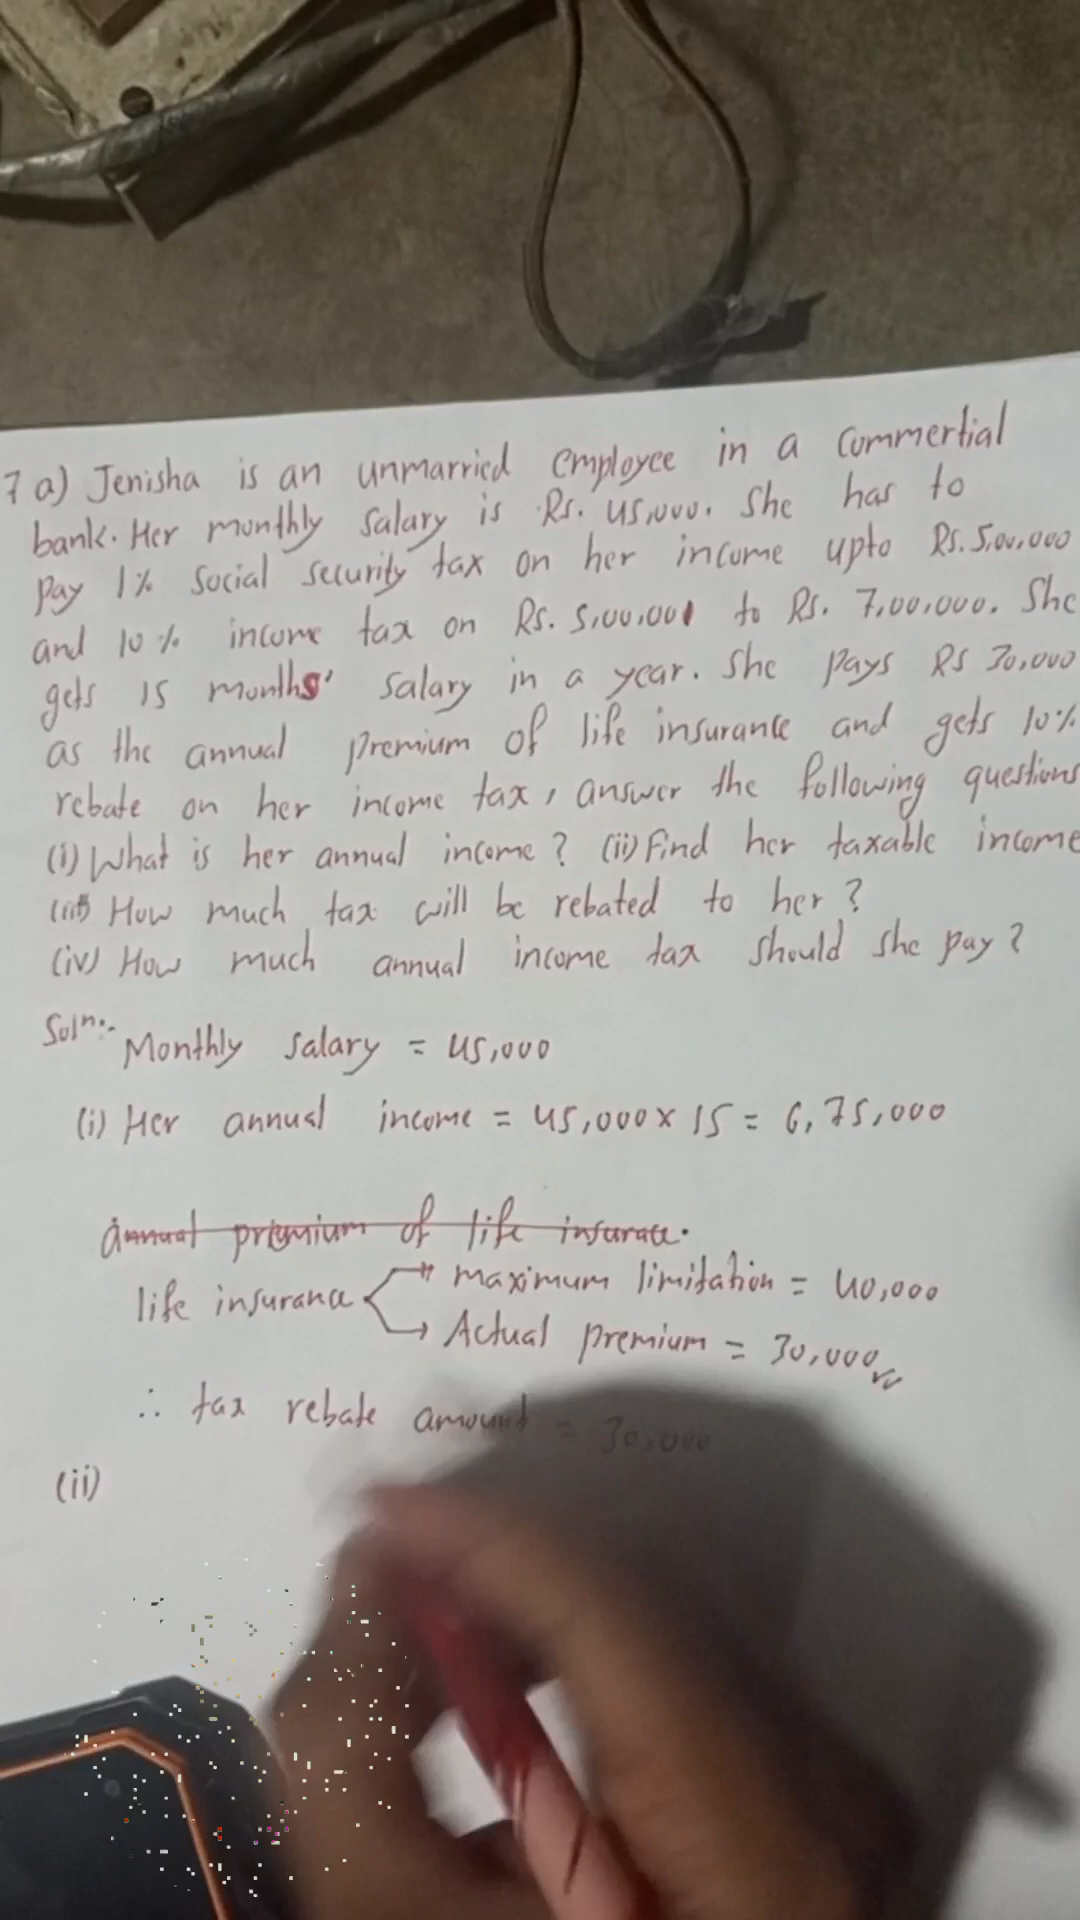 7 a) Jenisha is an unmarried employee in a commertial
bank. Her monthly salary is Rs. 45,000. She has to
pay 1% social security tax on her income upto Rs. 5,00,000
and 10% income tax on Rs. 5,00,001 to Rs. 7,00,000. She
gets 15 months' salary in a year. She pays Rs 30,000
as the annual premium of life insurance and gets 10%
rebate on her income tax, answer the following questions
(i) What is her annual income? (ii) Find her taxable income
(iii) How much tax will be rebated to her?
(iv) How much annual income tax should she pay?
Soln:- Monthly salary = 45,000
(i) Her annual income = 45,000 x 15 = 6,75,000
Annual premium of life insurace.
life insurance → maximum limitation = 40,000
→ Actual premium = 30,000
∴ tax rebate amount = 30,000
(ii)